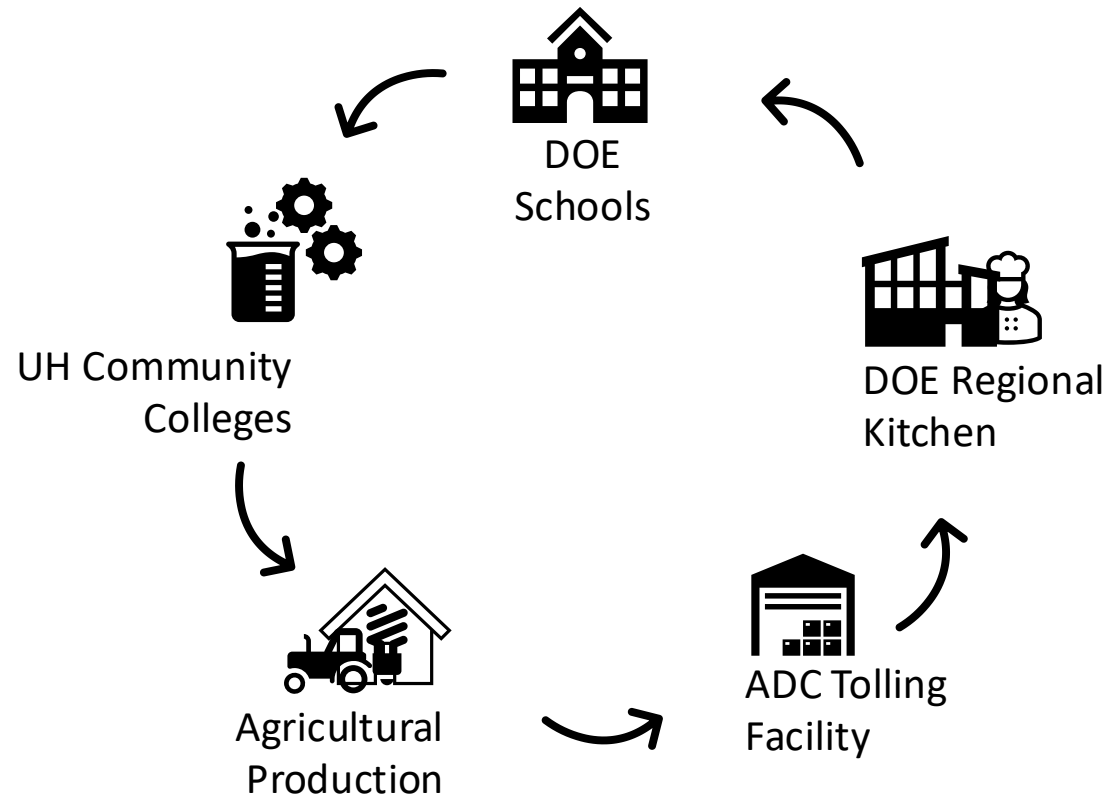 DOE
Schools
UH Community
Colleges
DOE Regional
Kitchen
Agricultural
Production
ADC Tolling
Facility